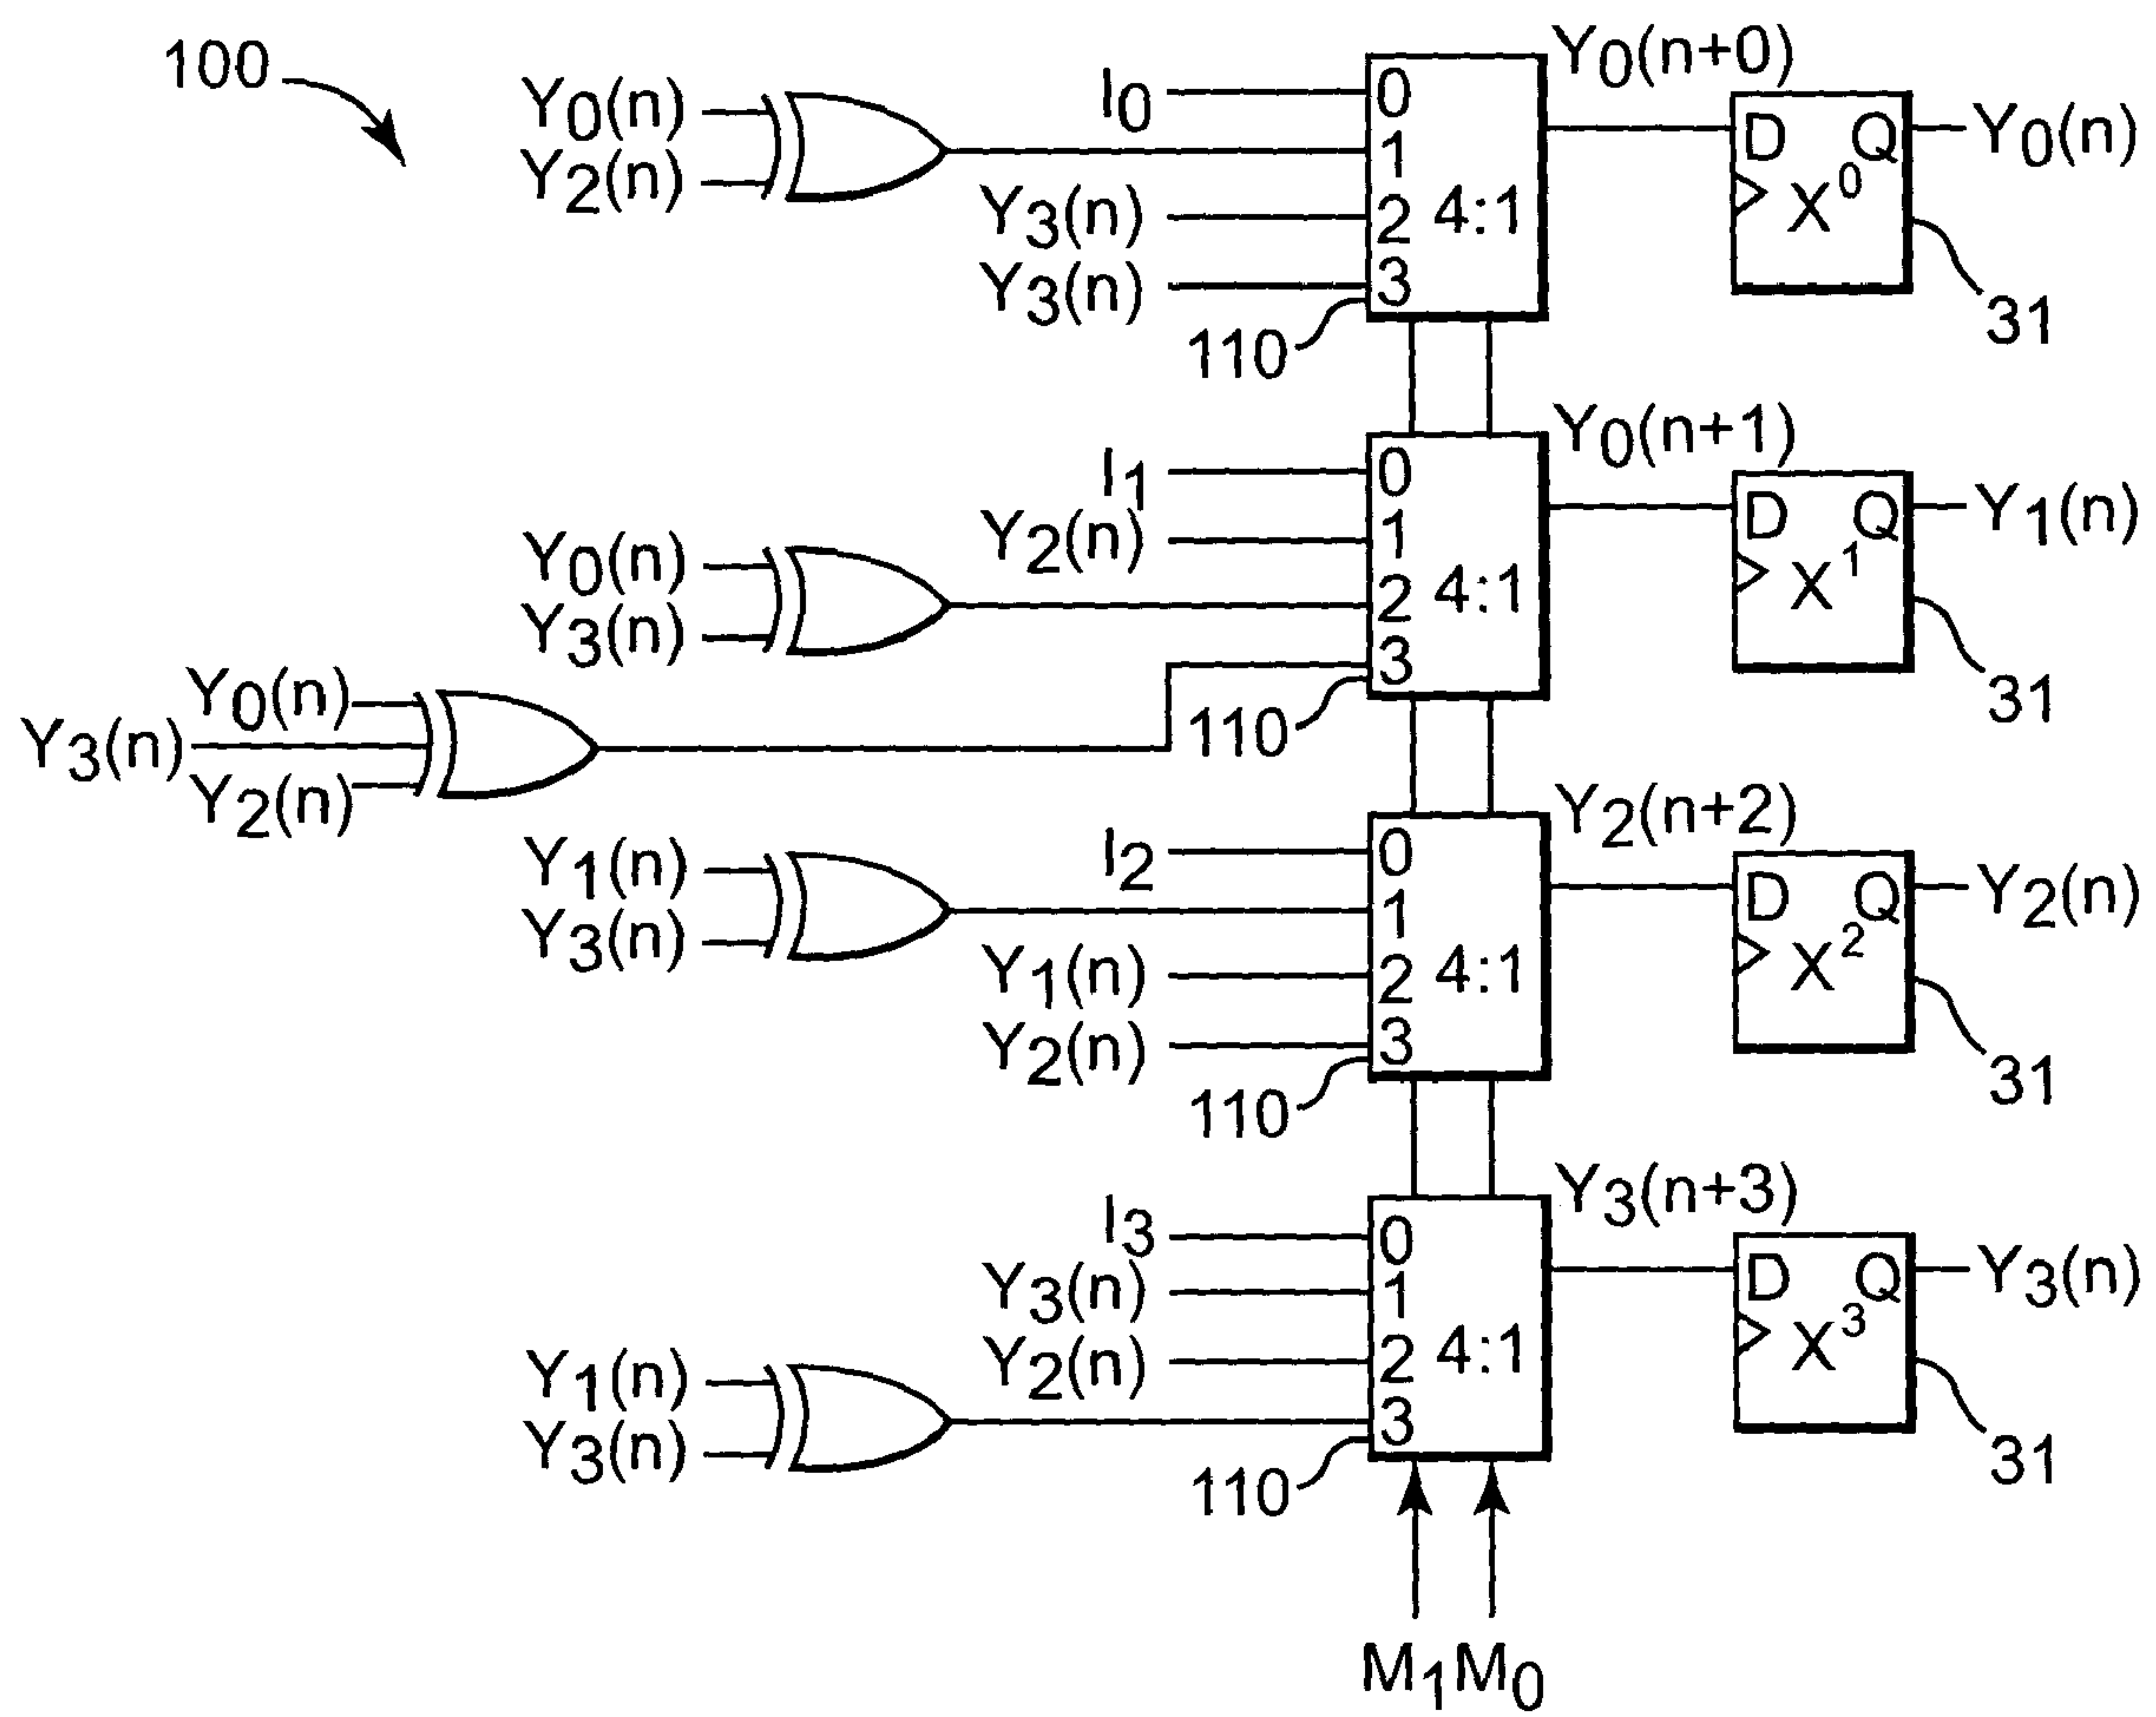 100
Y0(n)
Y2(n)
I0
Y3(n)
Y3(n)
110
0
1
2
3
4:1
Y0(n+0)
D Q
X0
Y0(n)
31
I1
Y2(n)
Y0(n)
Y3(n)
Y0(n)
Y3(n)
Y2(n)
110
0
1
2
3
4:1
Y0(n+1)
D Q
X1
Y1(n)
31
Y1(n)
Y3(n)
I2
Y1(n)
Y2(n)
110
0
1
2
3
4:1
Y2(n+2)
D Q
X2
Y2(n)
31
I3
Y3(n)
Y2(n)
Y1(n)
Y3(n)
110
0
1
2
3
4:1
Y3(n+3)
D Q
X3
Y3(n)
31
M1 M0